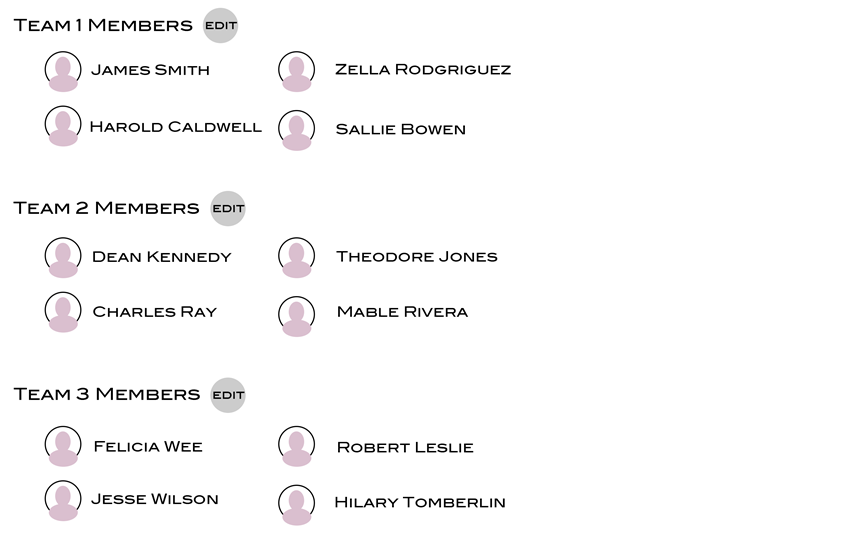 Team 1 Members EDIT
James Smith Zella Rodgriguez
Harold Caldwell Sallie Bowen
Team 2 Members EDIT
Dean Kennedy Theodore Jones
Charles Ray Mable Rivera
Team 3 Members EDIT
Felicia Wee Robert Leslie
Jesse Wilson Hilary Tomberlin